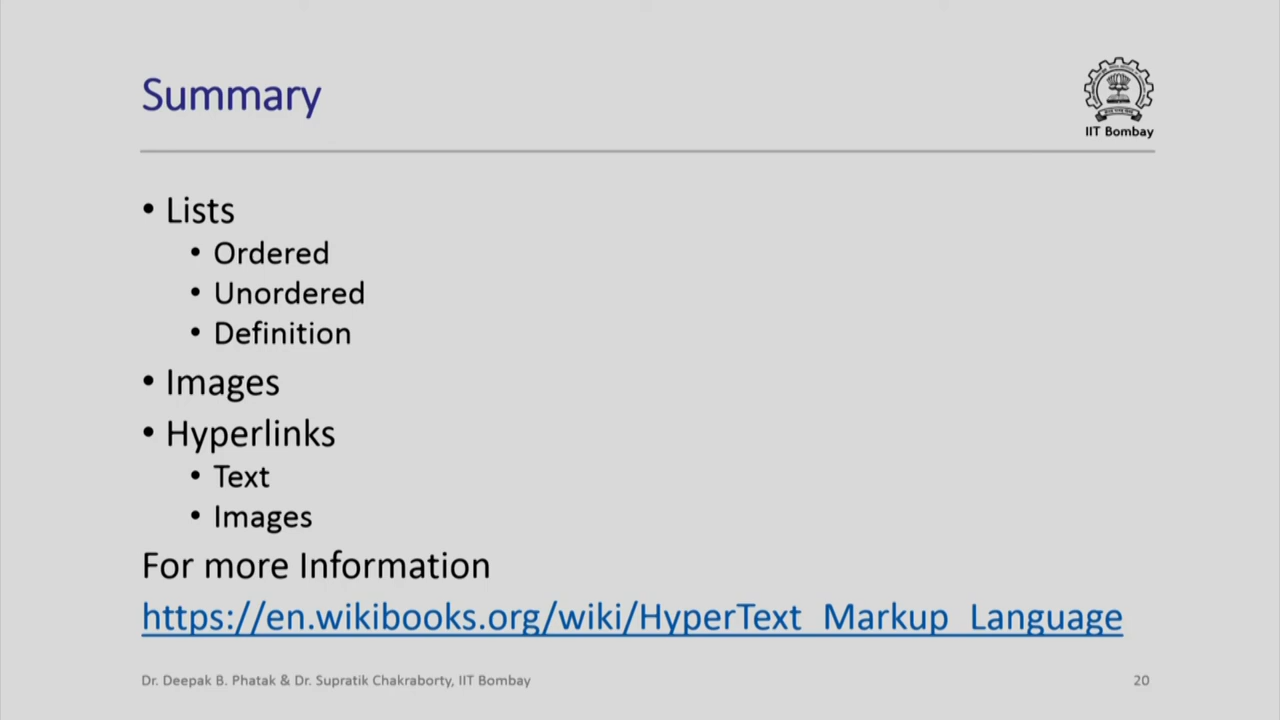 Summary
IIT Bombay
• Lists
• Ordered
• Unordered
• Definition
• Images
• Hyperlinks
• Text
• Images
For more Information
https://en.wikibooks.org/wiki/HyperText_Markup_Language
Dr. Deepak B. Phatak & Dr. Supratik Chakraborty, IIT Bombay
20